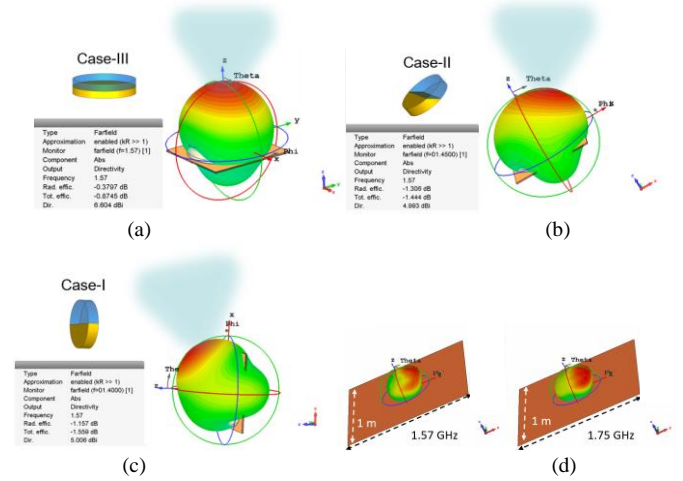 Case-III
z
Theta
y
x
Phi
Type Farfield
Approximation enabled (kR >> 1)
Monitor farfield (f=1.57) [1]
Component Abs
Output Directivity
Frequency 1.57
Rad. effic. -0.3797 dB
Tot. effic. -0.8745 dB
Dir. 6.604 dBi
(a)
Case-II
z
Theta
Type Farfield
Approximation enabled (kR >> 1)
Monitor farfield (f=01.4500) [1]
Component Abs
Output Directivity
Frequency 1.57
Rad. effic. -1.306 dB
Tot. effic. -1.444 dB
Dir. 4.893 dBi
(b)
Case-I
x
Phi
The
z
Type Farfield
Approximation enabled (kR >> 1)
Monitor farfield (f=01.4000) [1]
Component Abs
Output Directivity
Frequency 1.57
Rad. effic. -1.157 dB
Tot. effic. -1.559 dB
Dir. 5.006 dBi
(c)
z Theta
1 m
1.57 GHz
z Theta
1 m
1.75 GHz
(d)